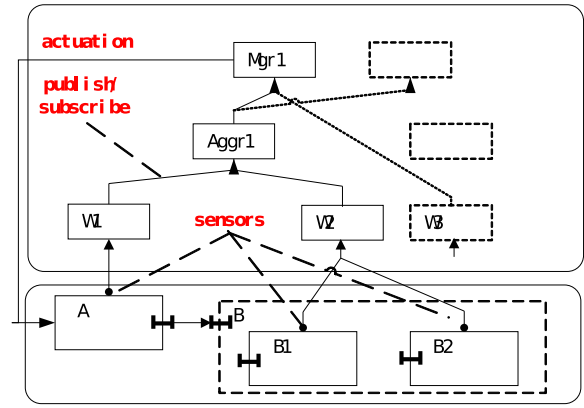 actuation
Mgr1
publish/
subscribe
Aggr1
W1
sensors
W2
W3
A
B
B1
B2